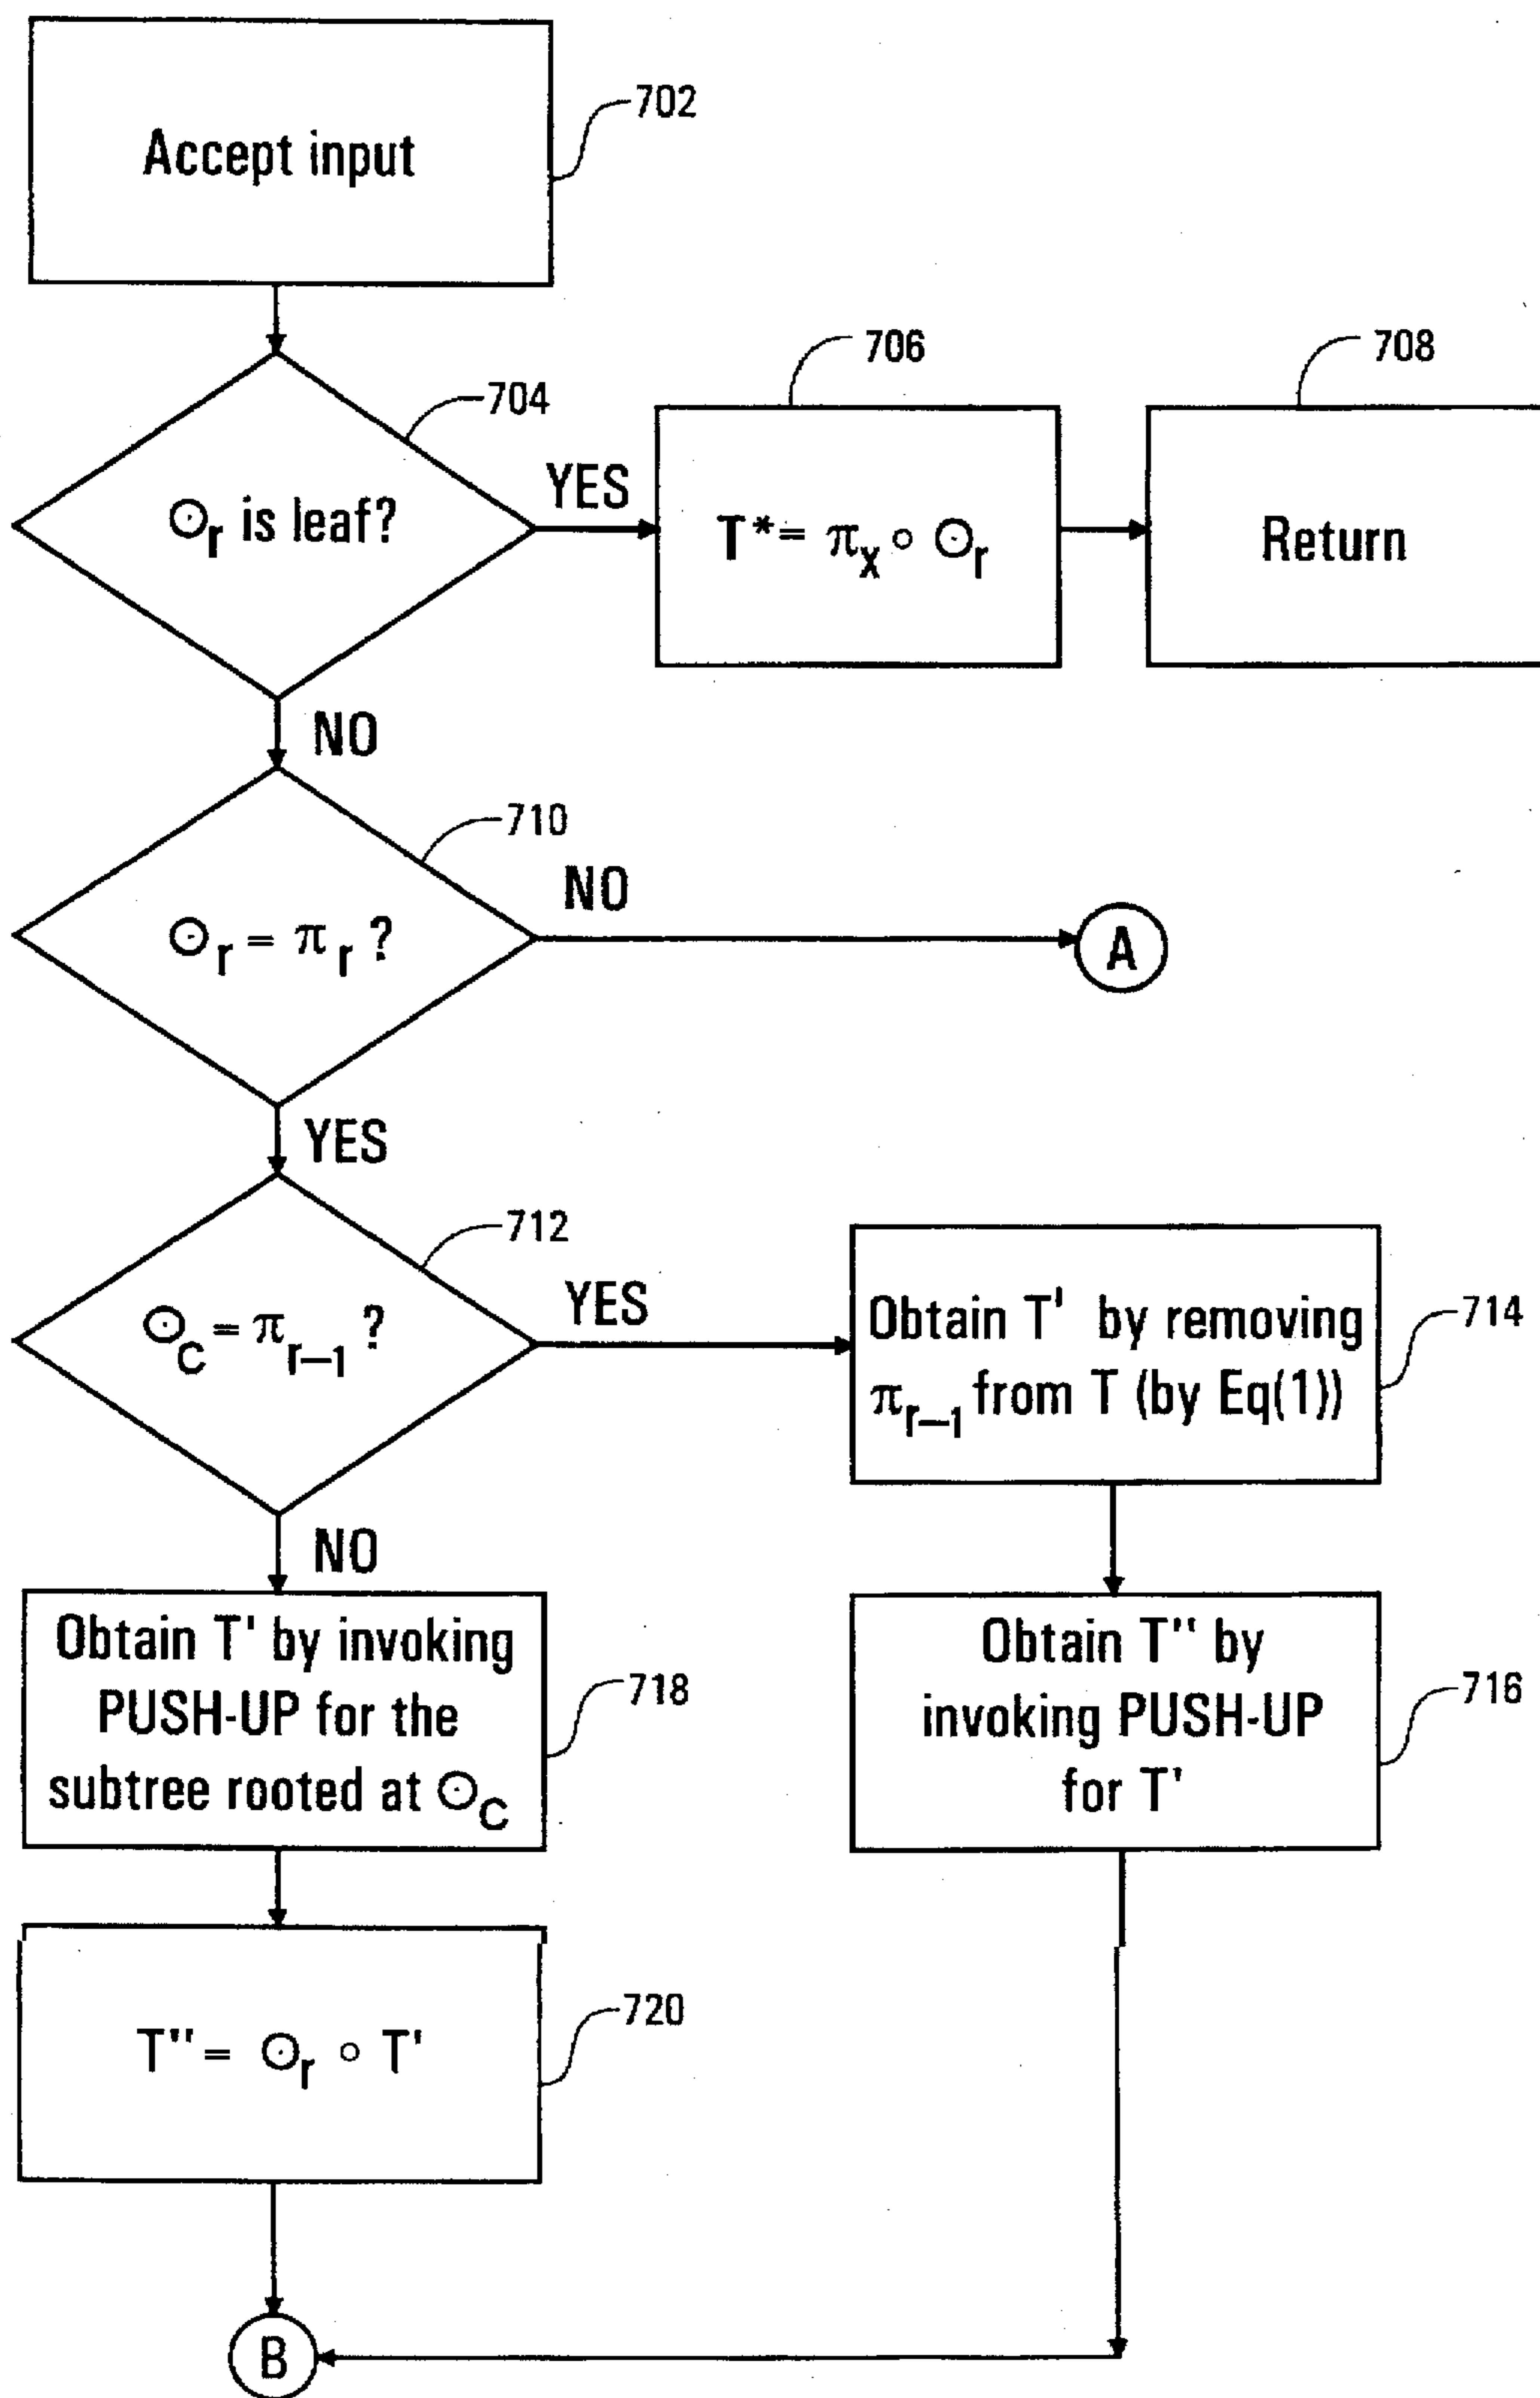 Accept input
702
704
⊙r is leaf?
YES
706
T*= πx ∘ ⊙r
708
Return
NO
710
⊙r = πr ?
NO
A
YES
712
⊙C = πr–1 ?
YES
Obtain T' by removing
πr–1 from T (by Eq(1))
714
NO
Obtain T' by invoking
PUSH-UP for the
subtree rooted at ⊙C
718
Obtain T'' by
invoking PUSH-UP
for T'
716
T''= ⊙r ∘ T'
720
B